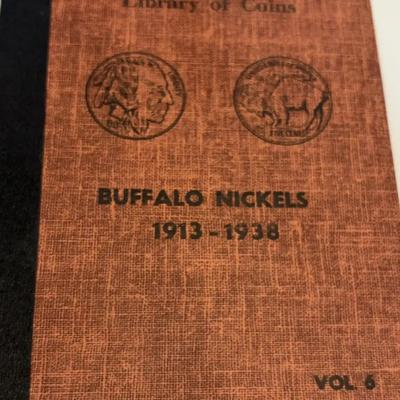 Library of Coins
BUFFALO NICKELS
1913-1938
VOL 6